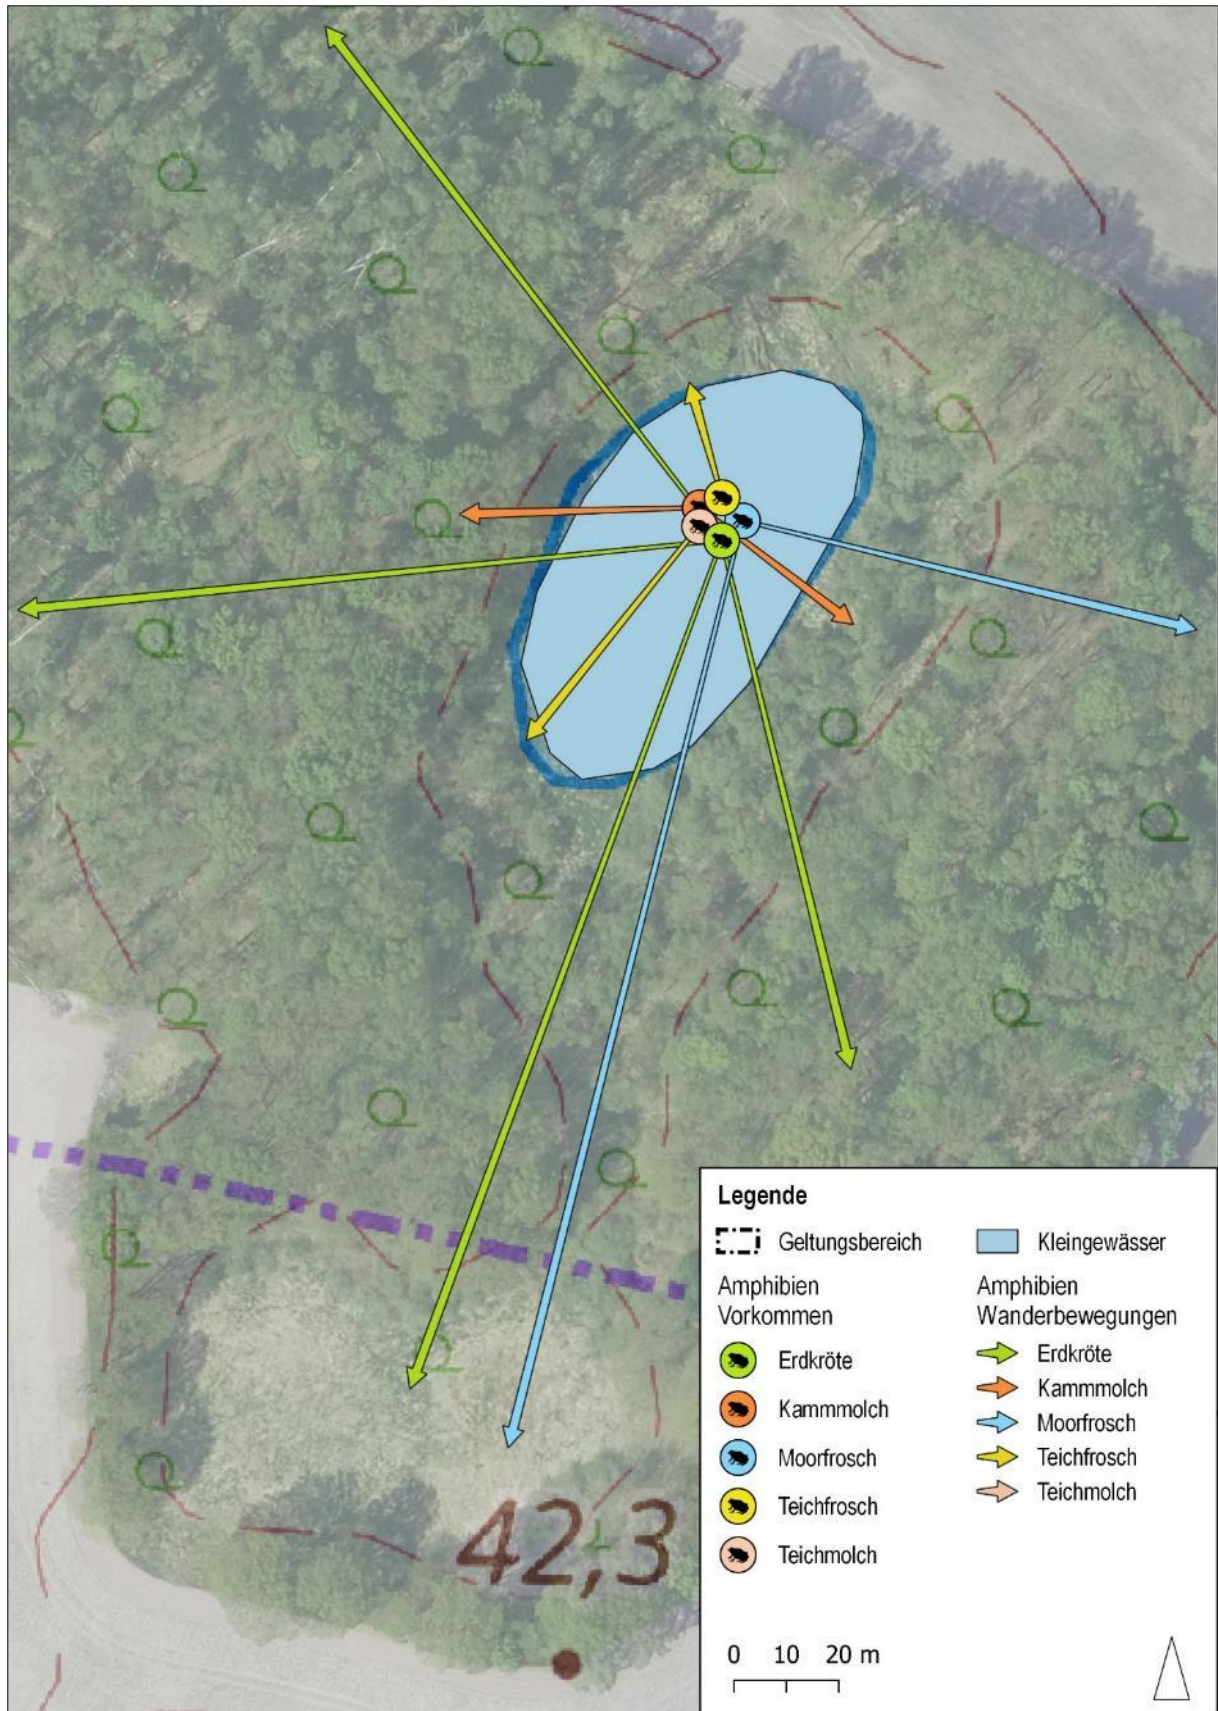 42,3
Legende
Geltungsbereich
Kleingewässer
Amphibien
Vorkommen
Erdkröte
Kammmolch
Moorfrosch
Teichfrosch
Teichmolch
Amphibien
Wanderbewegungen
Erdkröte
Kammmolch
Moorfrosch
Teichfrosch
Teichmolch
0 10 20 m